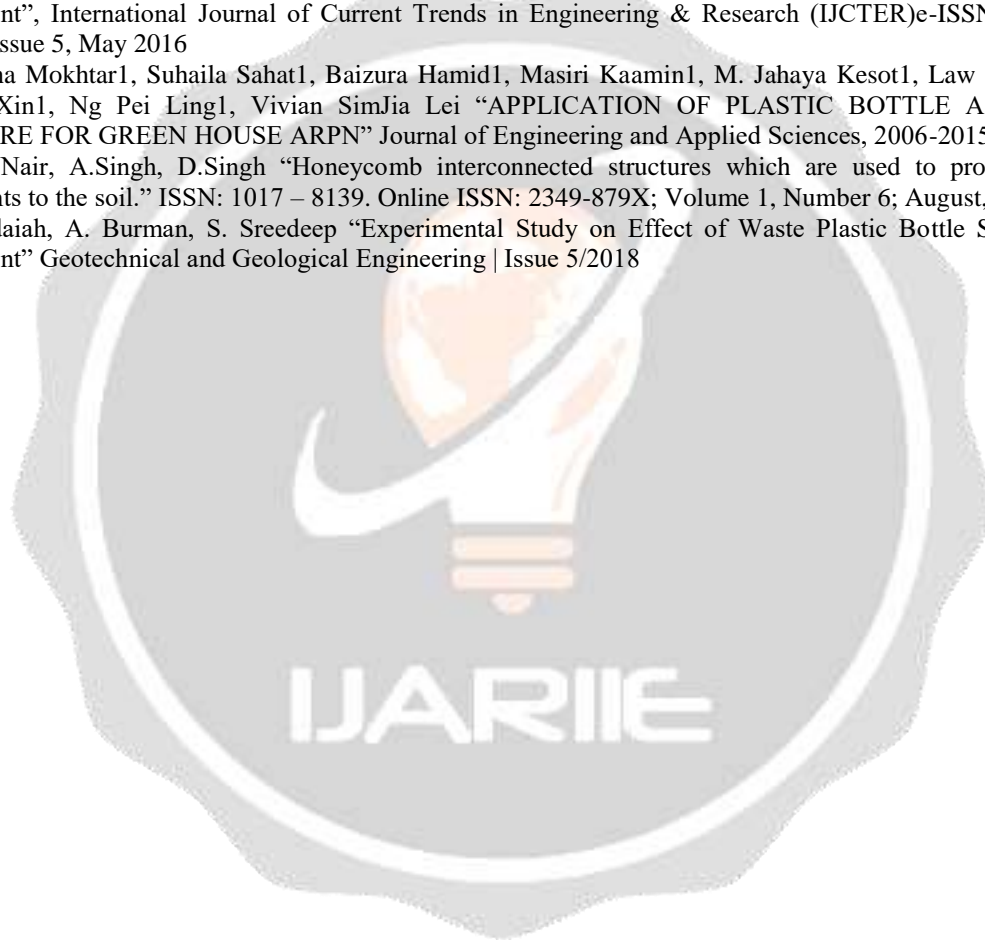 nt”, International Journal of Current Trends in Engineering & Research (IJCTER)e-ISSN
ssue 5, May 2016
na Mokhtar1, Suhaila Sahat1, Baizura Hamid1, Masiri Kaamin1, M. Jahaya Kesot1, Law
Xin1, Ng Pei Ling1, Vivian SimJia Lei “APPLICATION OF PLASTIC BOTTLE A
RE FOR GREEN HOUSE ARPN” Journal of Engineering and Applied Sciences, 2006-2015
Nair, A.Singh, D.Singh “Honeycomb interconnected structures which are used to pro
nts to the soil.” ISSN: 1017 – 8139. Online ISSN: 2349-879X; Volume 1, Number 6; August,
laiah, A. Burman, S. Sreedeep “Experimental Study on Effect of Waste Plastic Bottle S
nt” Geotechnical and Geological Engineering | Issue 5/2018
IJARIIE